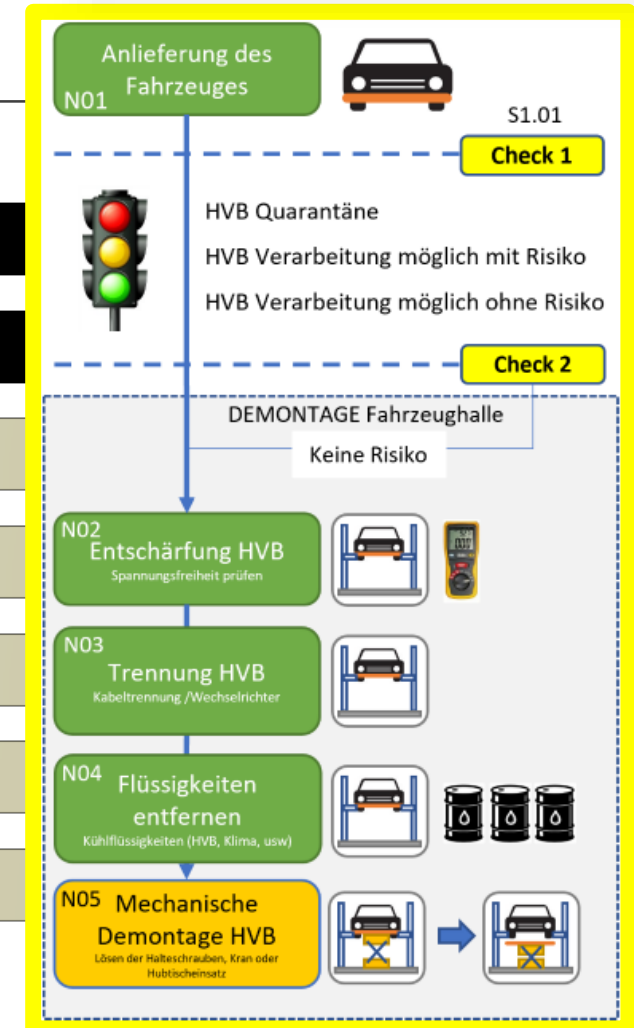 Anlieferung des
Fahrzeuges
N01
S1.01
Check 1
HVB Quarantäne
HVB Verarbeitung möglich mit Risiko
HVB Verarbeitung möglich ohne Risiko
Check 2
DEMONTAGE Fahrzeughalle
Keine Risiko
N02
Entschärfung HVB
Spannungsfreiheit prüfen
N03
Trennung HVB
Kabeltrennung /Wechselrichter
N04
Flüssigkeiten
entfernen
Kühlflüssigkeiten (HVB, Klima, usw)
N05
Mechanische
Demontage HVB
Lösen der Halteschrauben, Kran oder
Hubtischeinsatz